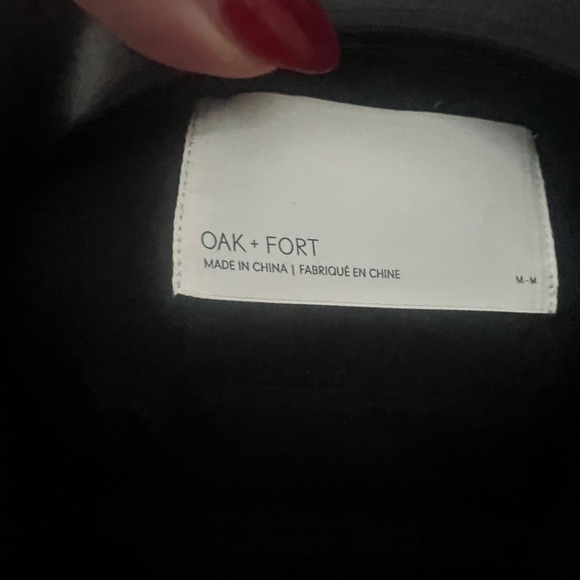 OAK + FORT
MADE IN CHINA | FABRIQUÉ EN CHINE
M-M